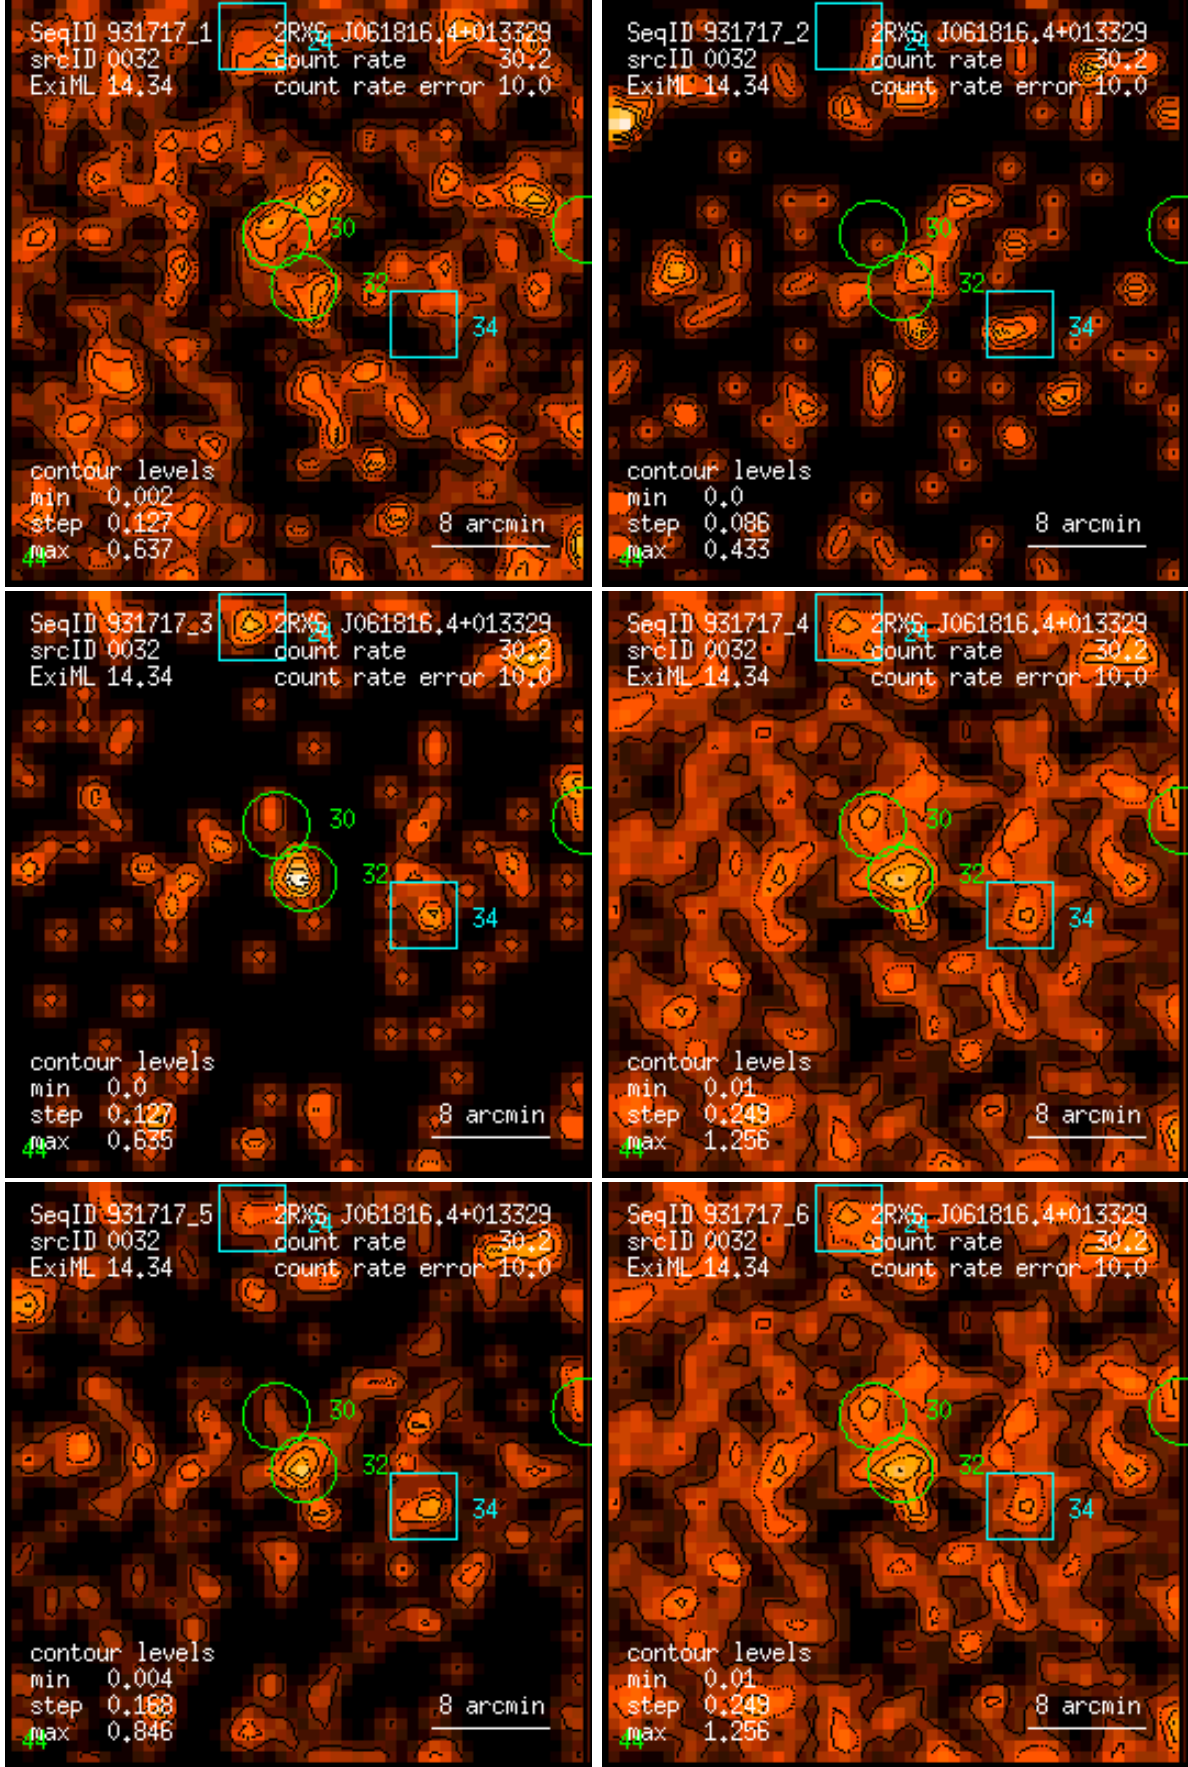 SeqID 931717_1 2RXS J061816.4+013329
24
srcID 0032 count rate 30.2
ExiML 14.34 count rate error 10.0
30
32
34
contour levels
min 0.002
step 0.127 8 arcmin
max 0.637
44
SeqID 931717_2 2RXS J061816.4+013329
24
srcID 0032 count rate 30.2
ExiML 14.34 count rate error 10.0
30
32
34
contour levels
min 0.0
step 0.086 8 arcmin
max 0.433
44
SeqID 931717_3 2RXS J061816.4+013329
24
srcID 0032 count rate 30.2
ExiML 14.34 count rate error 10.0
30
32
34
contour levels
min 0.0
step 0.127 8 arcmin
max 0.635
44
SeqID 931717_4 2RXS J061816.4+013329
24
srcID 0032 count rate 30.2
ExiML 14.34 count rate error 10.0
30
32
34
contour levels
min 0.01
step 0.249 8 arcmin
max 1.256
44
SeqID 931717_5 2RXS J061816.4+013329
24
srcID 0032 count rate 30.2
ExiML 14.34 count rate error 10.0
30
32
34
contour levels
min 0.004
step 0.168 8 arcmin
max 0.846
44
SeqID 931717_6 2RXS J061816.4+013329
24
srcID 0032 count rate 30.2
ExiML 14.34 count rate error 10.0
30
32
34
contour levels
min 0.01
step 0.249 8 arcmin
max 1.256
44